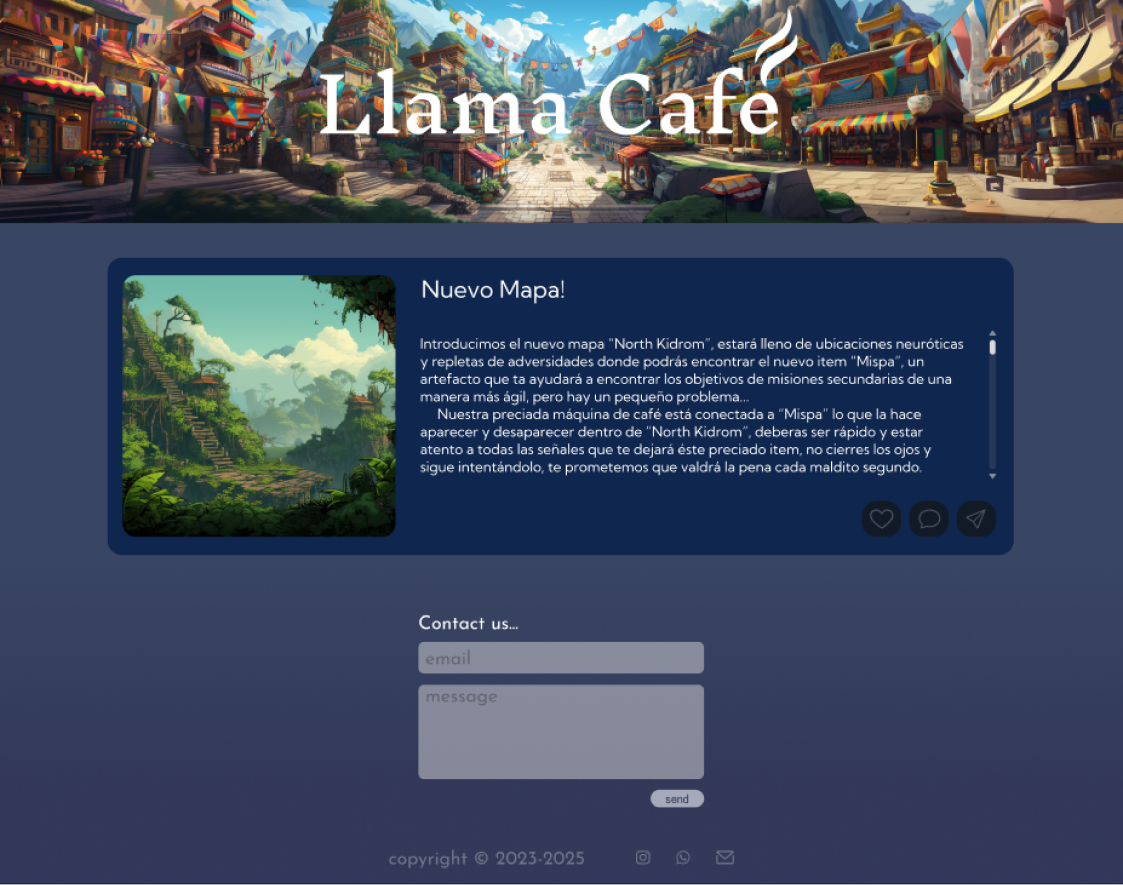 Llama Café
Nuevo Mapa!
Introducimos el nuevo mapa "North Kidrom", estará lleno de ubicaciones neuróticas
y repletas de adversidades donde podrás encontrar el nuevo item "Mispa", un
artefacto que ta ayudará a encontrar los objetivos de misiones secundarias de una
manera más ágil, pero hay un pequeño problema...
Nuestra preciada máquina de café está conectada a "Mispa" lo que la hace
aparecer y desaparecer dentro de "North Kidrom", deberas ser rápido y estar
atento a todas las señales que te dejará éste preciado item, no cierres los ojos y
sigue intentándolo, te prometemos que valdrá la pena cada maldito segundo.
Contact us...
email
message
send
copyright © 2023-2025